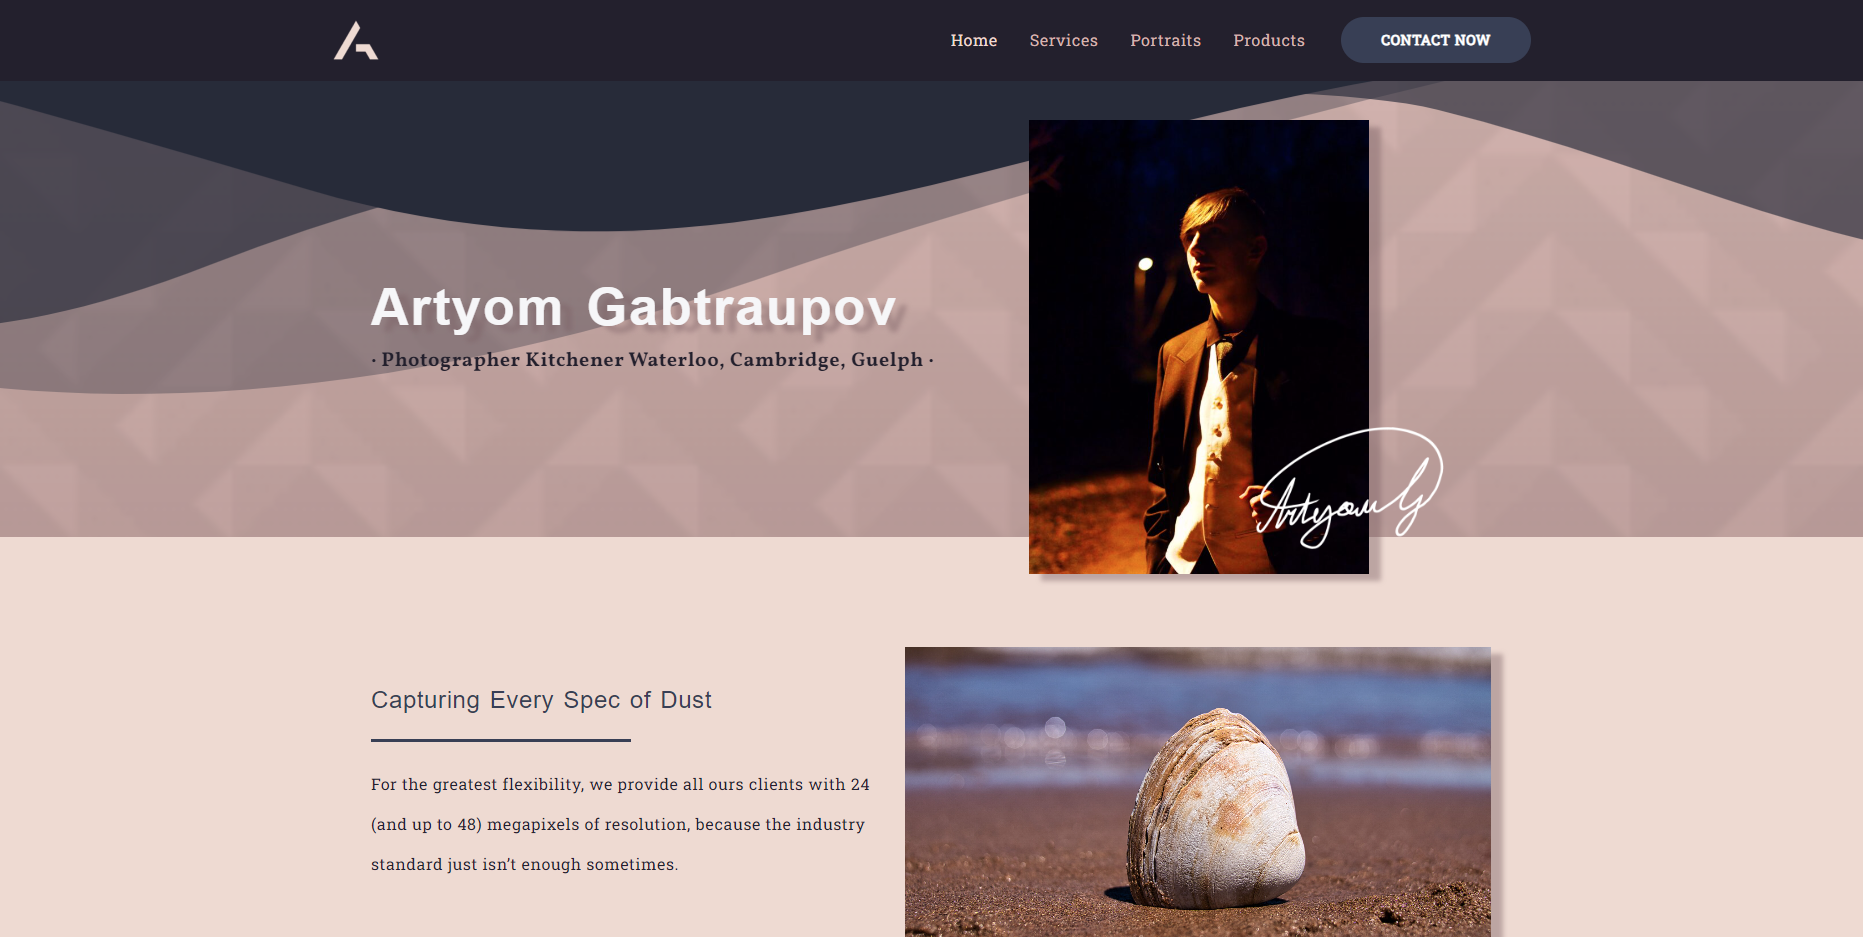 Home Services Portraits Products CONTACT NOW
Artyom Gabtraupov
· Photographer Kitchener Waterloo, Cambridge, Guelph ·
ArtyomG
Capturing Every Spec of Dust
For the greatest flexibility, we provide all ours clients with 24
(and up to 48) megapixels of resolution, because the industry
standard just isn’t enough sometimes.